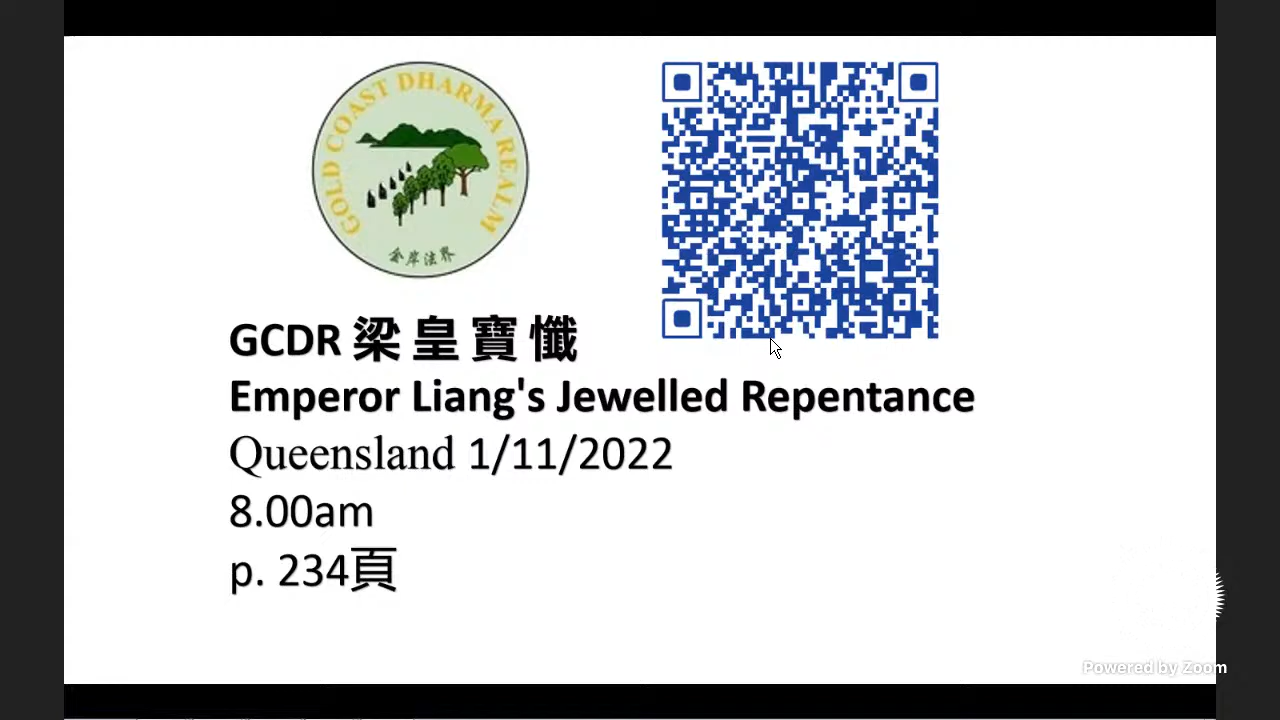 GOLD COAST DHARMA REALM
金岸法界
GCDR 梁皇寶懺
Emperor Liang's Jewelled Repentance
Queensland 1/11/2022
8.00am
p. 234頁
Powered by Zoom